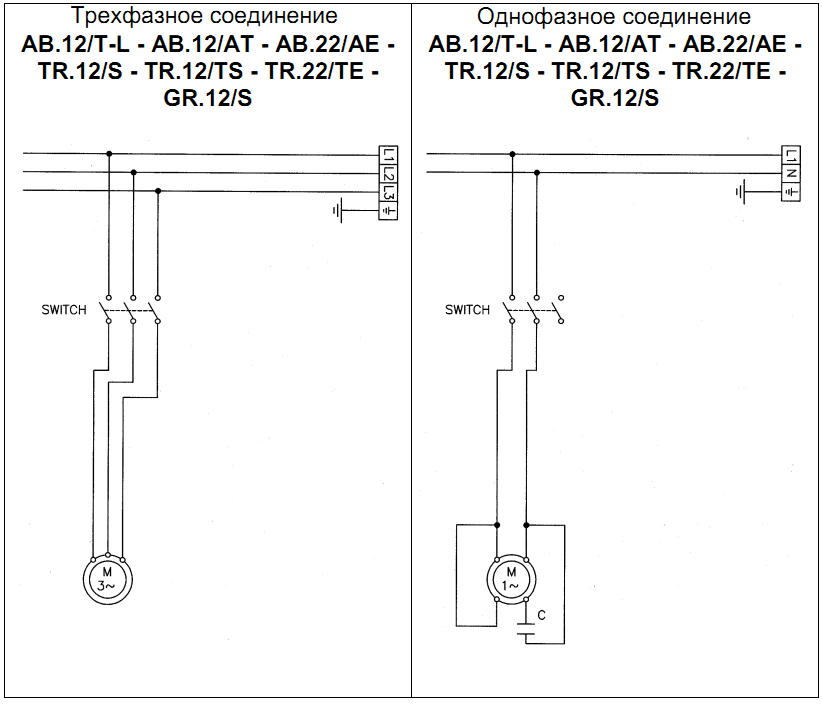 Трехфазное соединение
AB.12/T-L - AB.12/AT - AB.22/AE -
TR.12/S - TR.12/TS - TR.22/TE -
GR.12/S
L1
L2
L3
SWITCH
M
3~
Однофазное соединение
AB.12/T-L - AB.12/AT - AB.22/AE -
TR.12/S - TR.12/TS - TR.22/TE -
GR.12/S
L1
N
SWITCH
M
1~
C